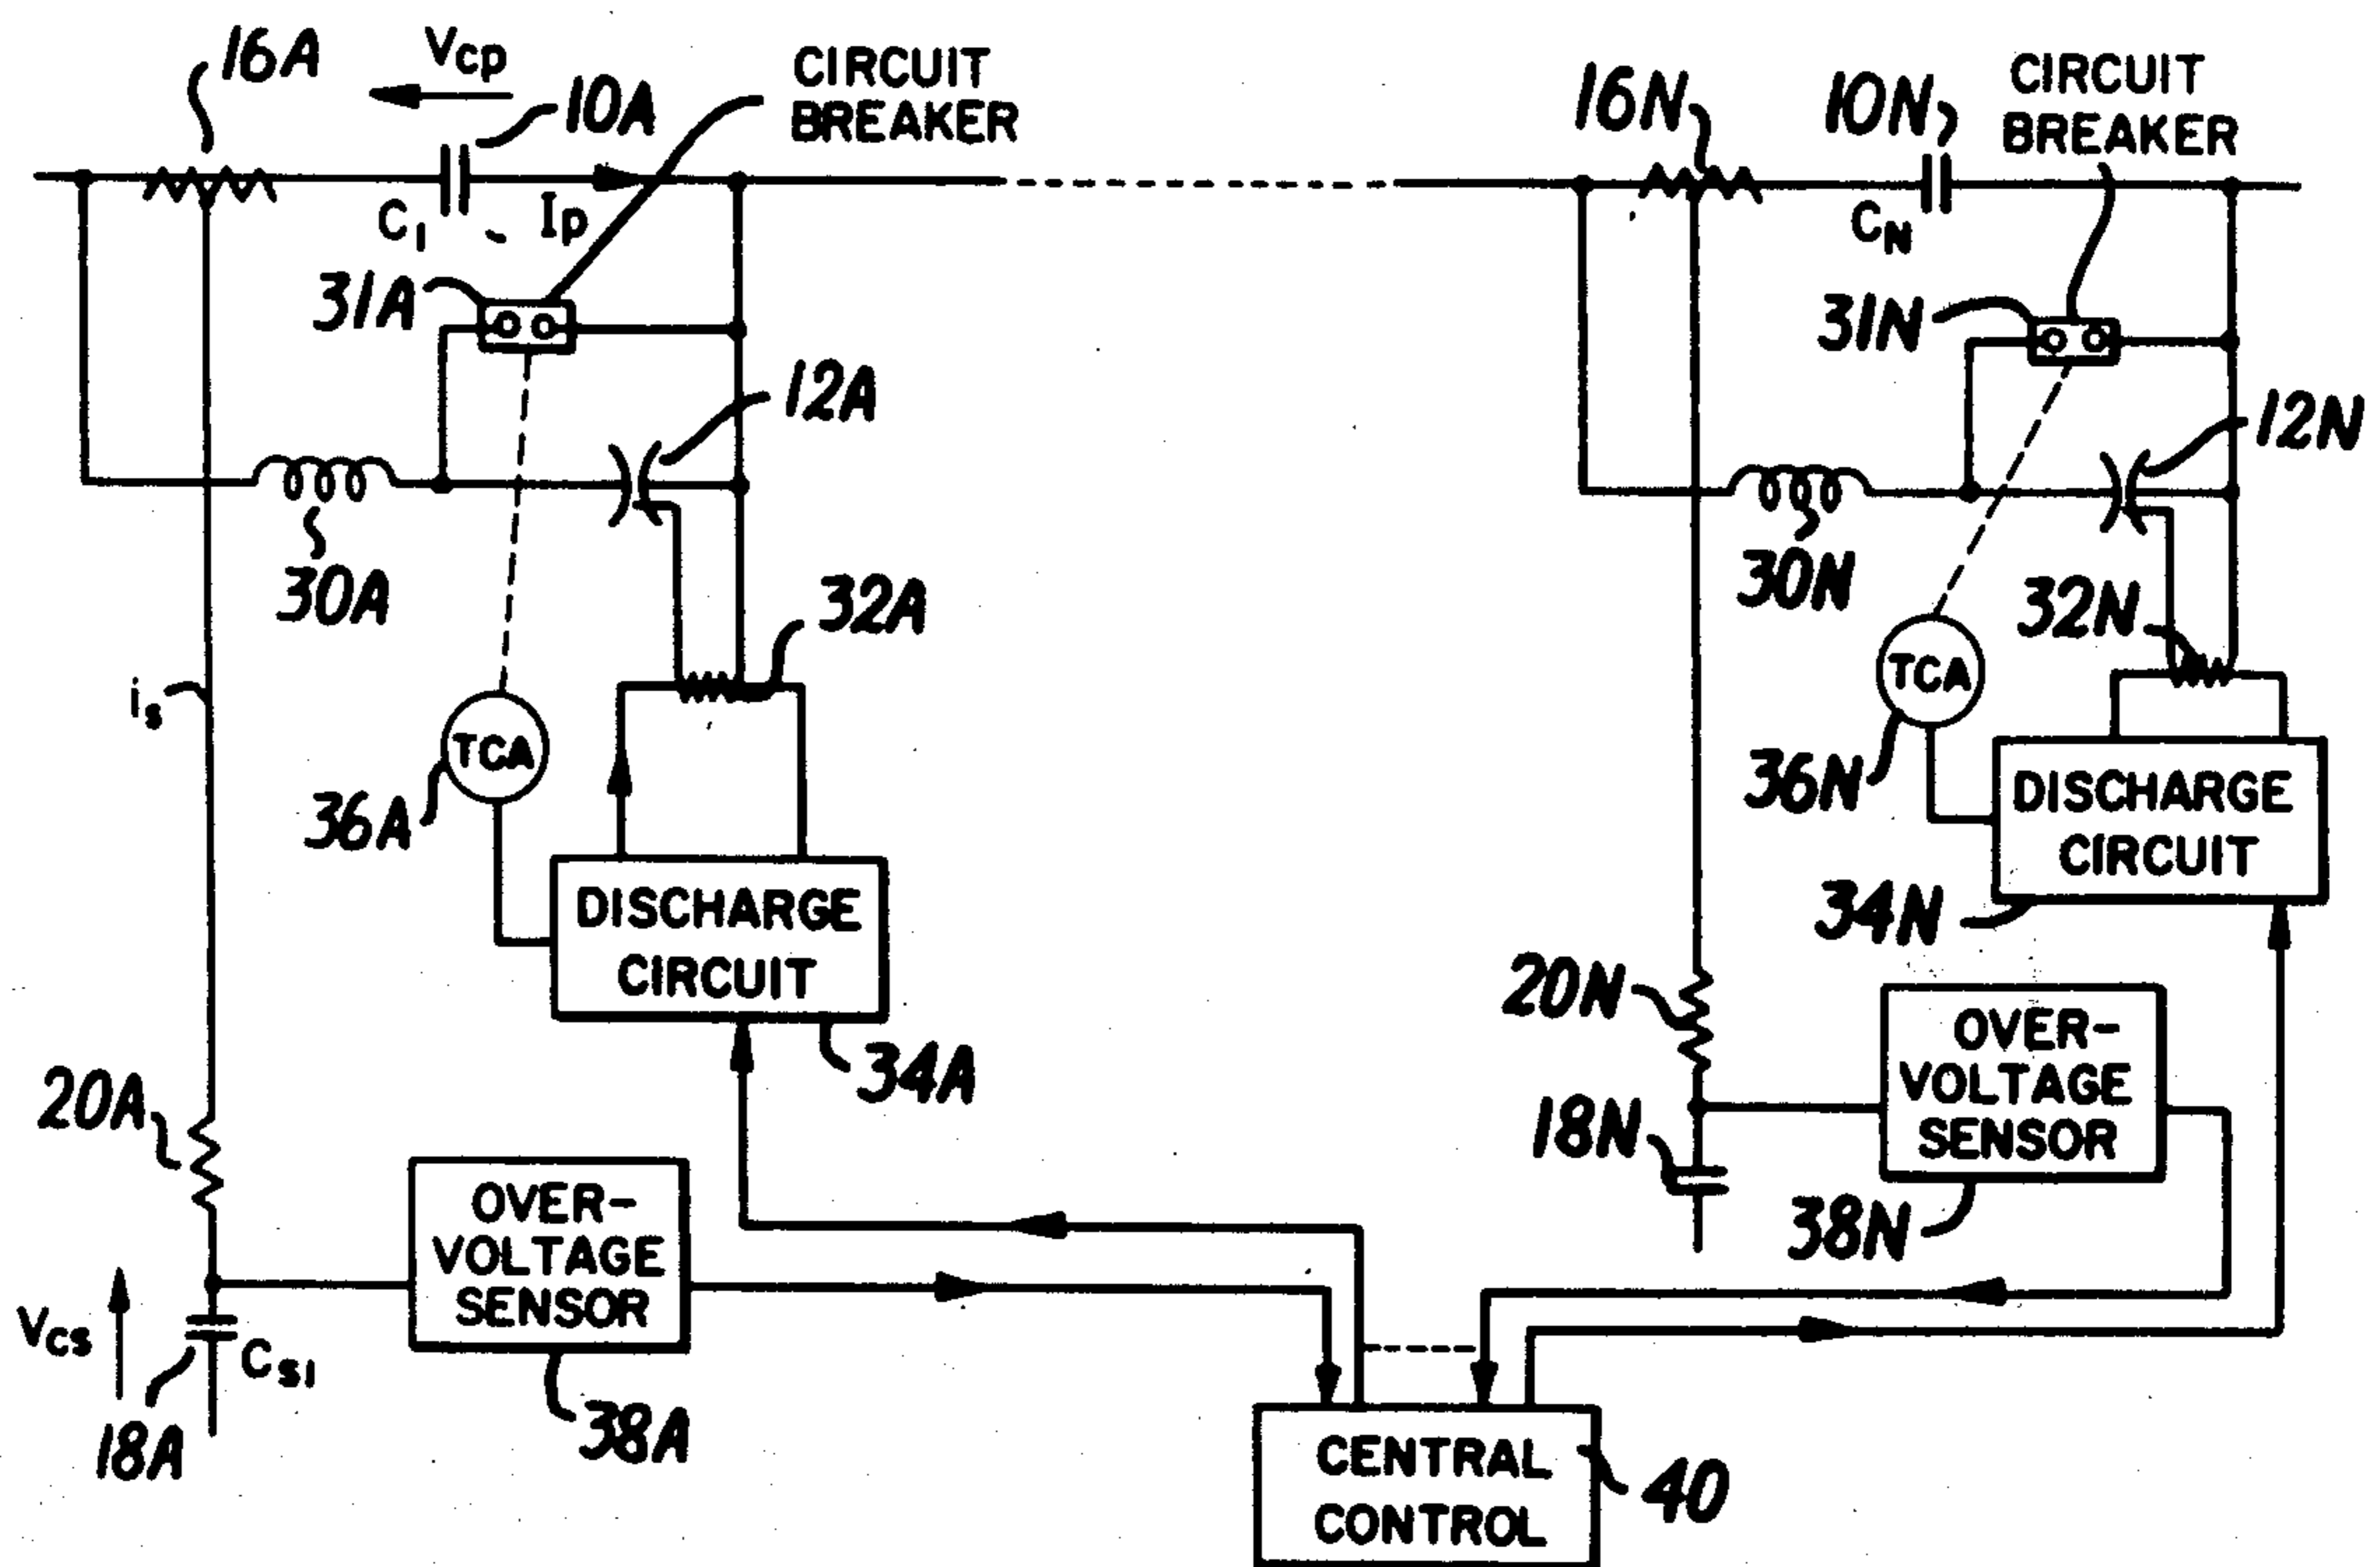 16A
Vcp
10A
CIRCUIT
BREAKER
16N
10N
CIRCUIT
BREAKER
C1
Ip
CN
31A
31N
12A
12N
30A
30N
32A
32N
is
TCA
TCA
36A
36N
DISCHARGE
CIRCUIT
DISCHARGE
CIRCUIT
34A
34N
20A
20N
OVER-
VOLTAGE
SENSOR
18N
38N
OVER-
VOLTAGE
SENSOR
Vcs
Cs1
18A
38A
CENTRAL
CONTROL
40